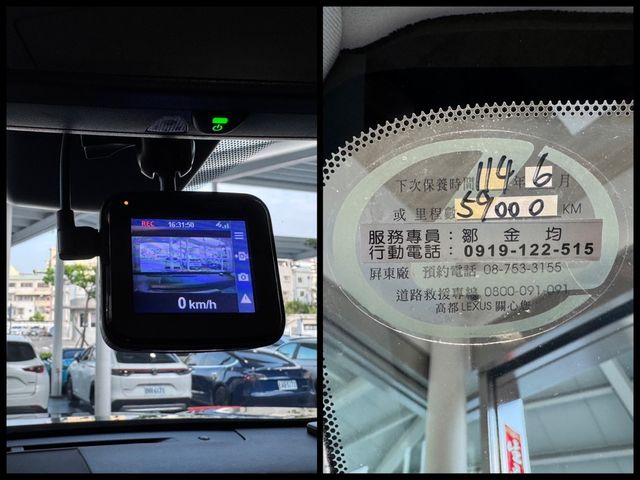 REC 16:31:50
0 km/h
下次保養時間 114 年 6 月
或 里程數 59000 KM
服務專員：鄒 金 均
行動電話：0919-122-515
屏東廠 預約電話 08-753-3155
道路救援專線 0800-091-091
高都 LEXUS 關心您